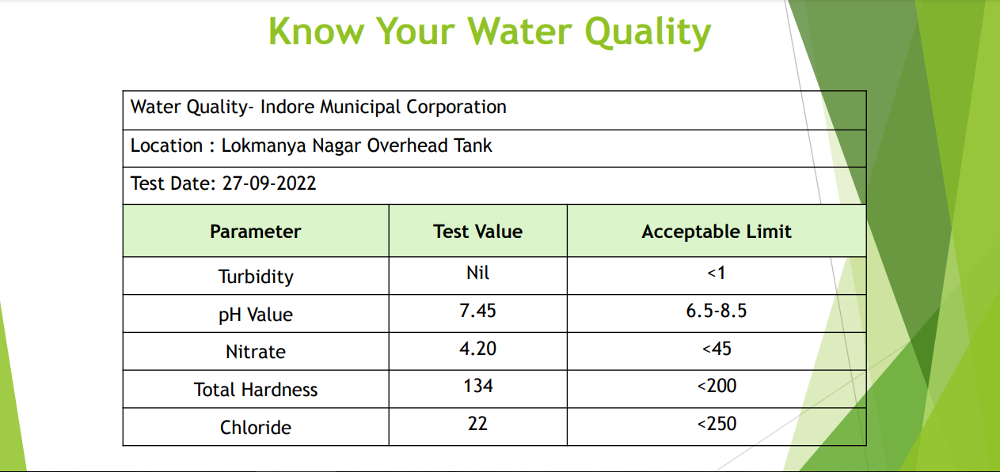 Know Your Water Quality
Water Quality- Indore Municipal Corporation
Location : Lokmanya Nagar Overhead Tank
Test Date: 27-09-2022
Parameter Test Value Acceptable Limit
Turbidity Nil <1
pH Value 7.45 6.5-8.5
Nitrate 4.20 <45
Total Hardness 134 <200
Chloride 22 <250